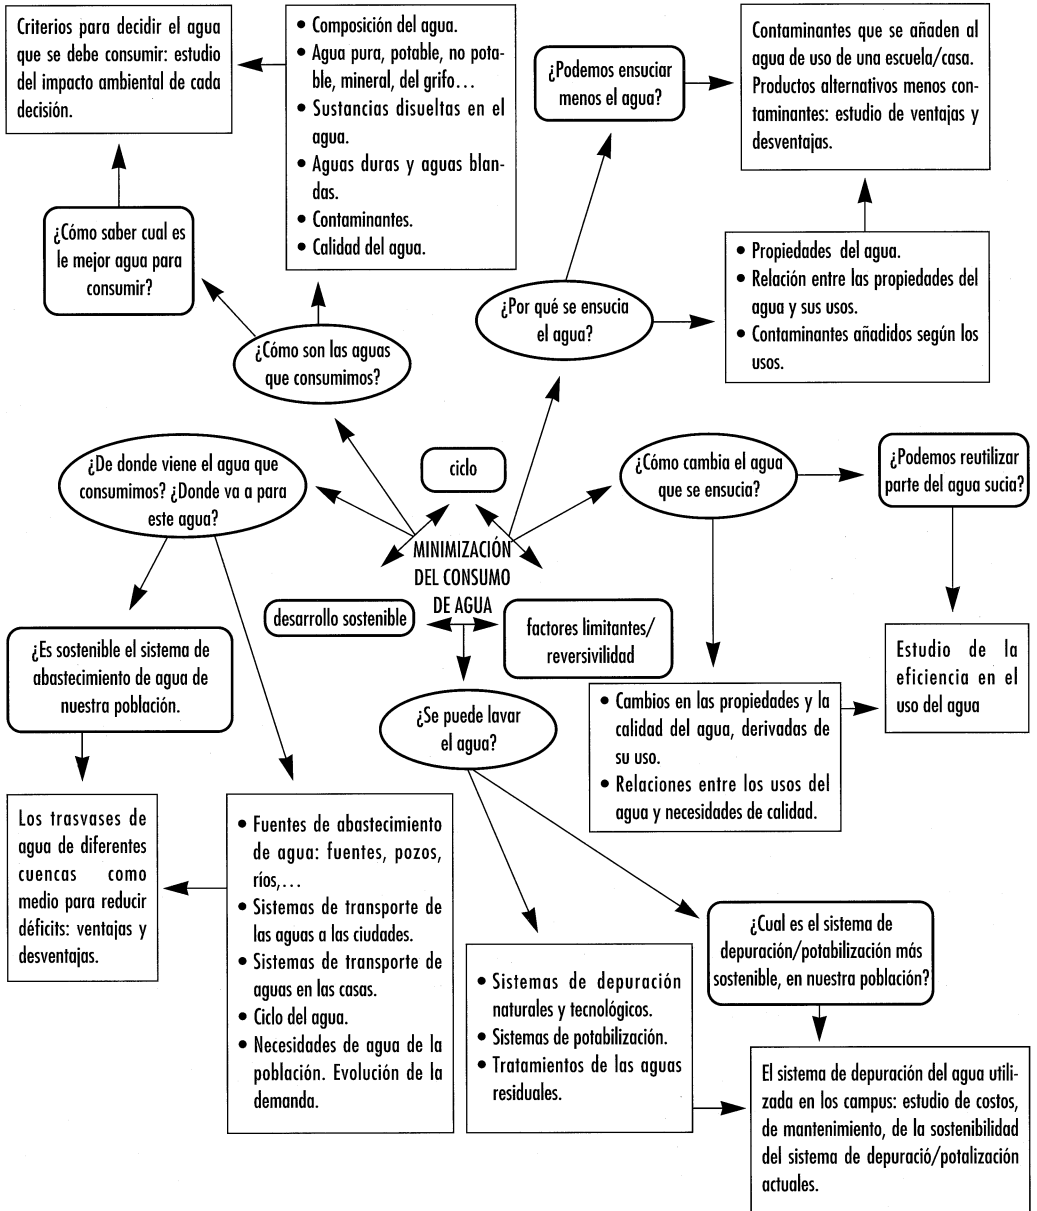 Criterios para decidir el agua
que se debe consumir: estudio
del impacto ambiental de cada
decisión.
• Composición del agua.
• Agua pura, potable, no pota-
ble, mineral, del grifo...
• Sustancias disueltas en el
agua.
• Aguas duras y aguas blan-
das.
• Contaminantes.
• Calidad del agua.
¿Podemos ensuciar
menos el agua?
Contaminantes que se añaden al
agua de uso de una escuela/casa.
Productos alternativos menos con-
taminantes: estudio de ventajas y
desventajas.
¿Cómo saber cual es
le mejor agua para
consumir?
¿Cómo son las aguas
que consumimos?
¿Por qué se ensucia
el agua?
• Propiedades del agua.
• Relación entre las propiedades del
agua y sus usos.
• Contaminantes añadidos según los
usos.
¿De donde viene el agua que
consumimos? ¿Donde va a para
este agua?
ciclo
¿Cómo cambia el agua
que se ensucia?
¿Podemos reutilizar
parte del agua sucia?
MINIMIZACIÓN
DEL CONSUMO
DE AGUA
desarrollo sostenible
factores limitantes/
reversivilidad
¿Es sostenible el sistema de
abastecimiento de agua de
nuestra población.
¿Se puede lavar
el agua?
• Cambios en las propiedades y la
calidad del agua, derivadas de
su uso.
• Relaciones entre los usos del
agua y necesidades de calidad.
Estudio de la
eficiencia en el
uso del agua
Los trasvases de
agua de diferentes
cuencas como
medio para reducir
déficits: ventajas y
desventajas.
• Fuentes de abastecimiento
de agua: fuentes, pozos,
ríos,...
• Sistemas de transporte de
las aguas a las ciudades.
• Sistemas de transporte de
aguas en las casas.
• Ciclo del agua.
• Necesidades de agua de la
población. Evolución de la
demanda.
• Sistemas de depuración
naturales y tecnológicos.
• Sistemas de potabilización.
• Tratamientos de las aguas
residuales.
¿Cual es el sistema de
depuración/potabilización más
sostenible, en nuestra población?
El sistema de depuración del agua utili-
zada en los campus: estudio de costos,
de mantenimiento, de la sostenibilidad
del sistema de depuració/potalización
actuales.